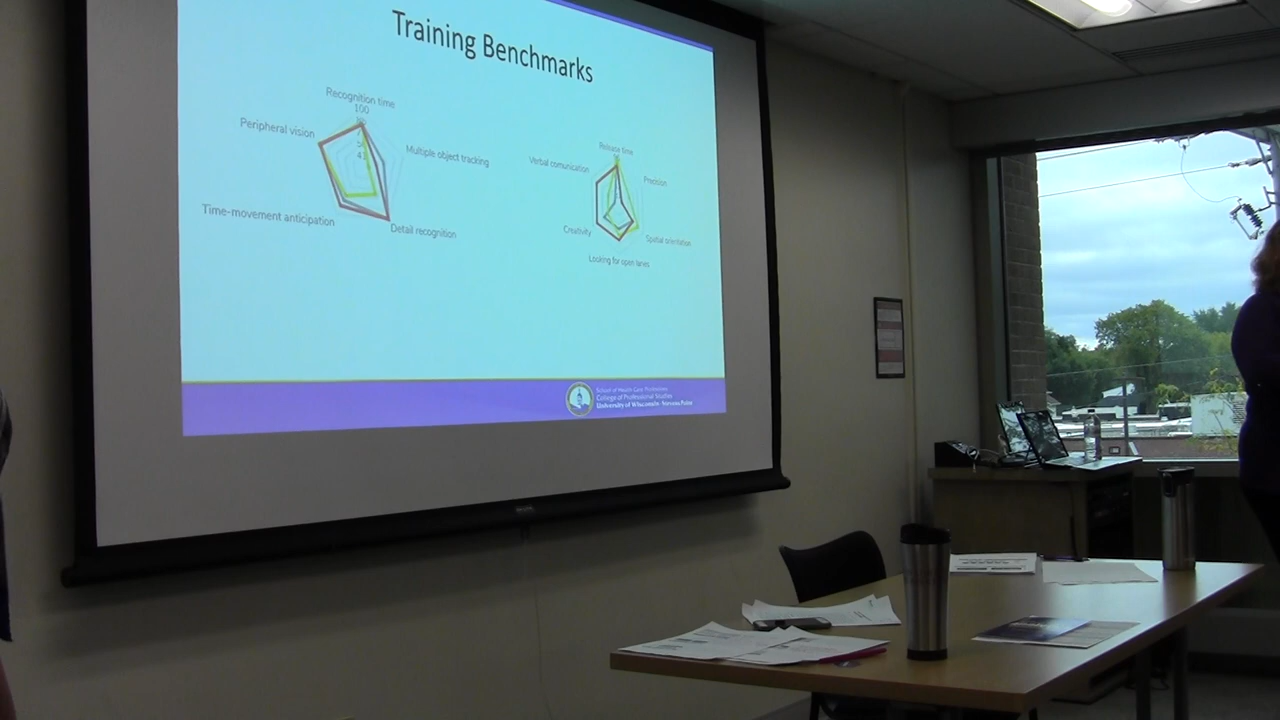 Training Benchmarks
Recognition time
100
Peripheral vision
Multiple object tracking
Time-movement anticipation
Detail recognition
Release time
Verbal comunication
Precision
Creativity
Spatial orientation
Looking for open lanes
School of Health Care Professions
College of Professional Studies
University of Wisconsin - Stevens Point